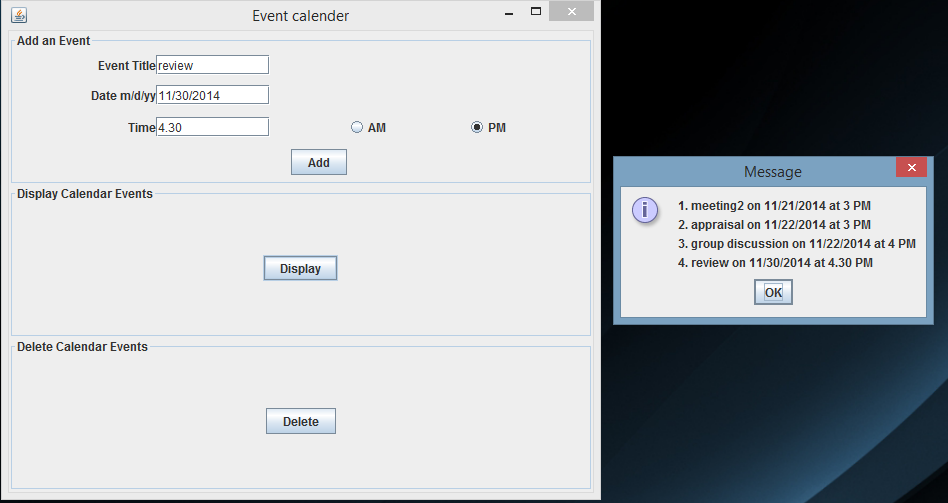 Event calender
Add an Event
Event Title review
Date m/d/yy 11/30/2014
Time 4.30 AM PM
Add
Display Calendar Events
Display
Delete Calendar Events
Delete
Message
1. meeting2 on 11/21/2014 at 3 PM
2. appraisal on 11/22/2014 at 3 PM
3. group discussion on 11/22/2014 at 4 PM
4. review on 11/30/2014 at 4.30 PM
OK